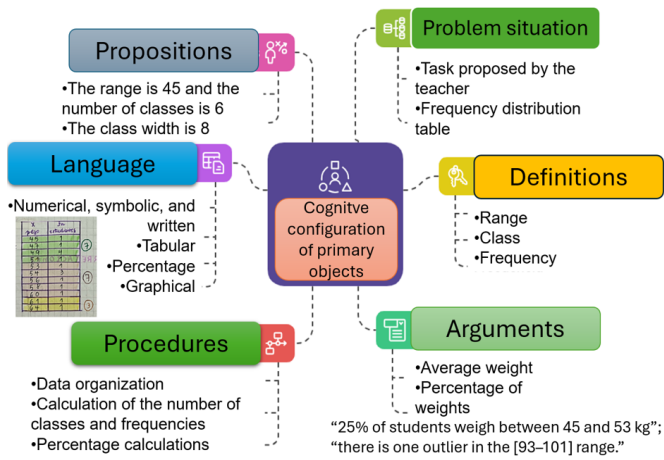 Propositions
•The range is 45 and the
number of classes is 6
•The class width is 8
Problem situation
•Task proposed by the
teacher
•Frequency distribution
table
Language
•Numerical, symbolic, and
written
•Tabular
•Percentage
•Graphical
Cognitve
configuration
of primary
objects
Definitions
•Range
•Class
•Frequency
Procedures
•Data organization
•Calculation of the number of
classes and frequencies
•Percentage calculations
Arguments
•Average weight
•Percentage of
weights
“25% of students weigh between 45 and 53 kg”;
“there is one outlier in the [93–101] range.”